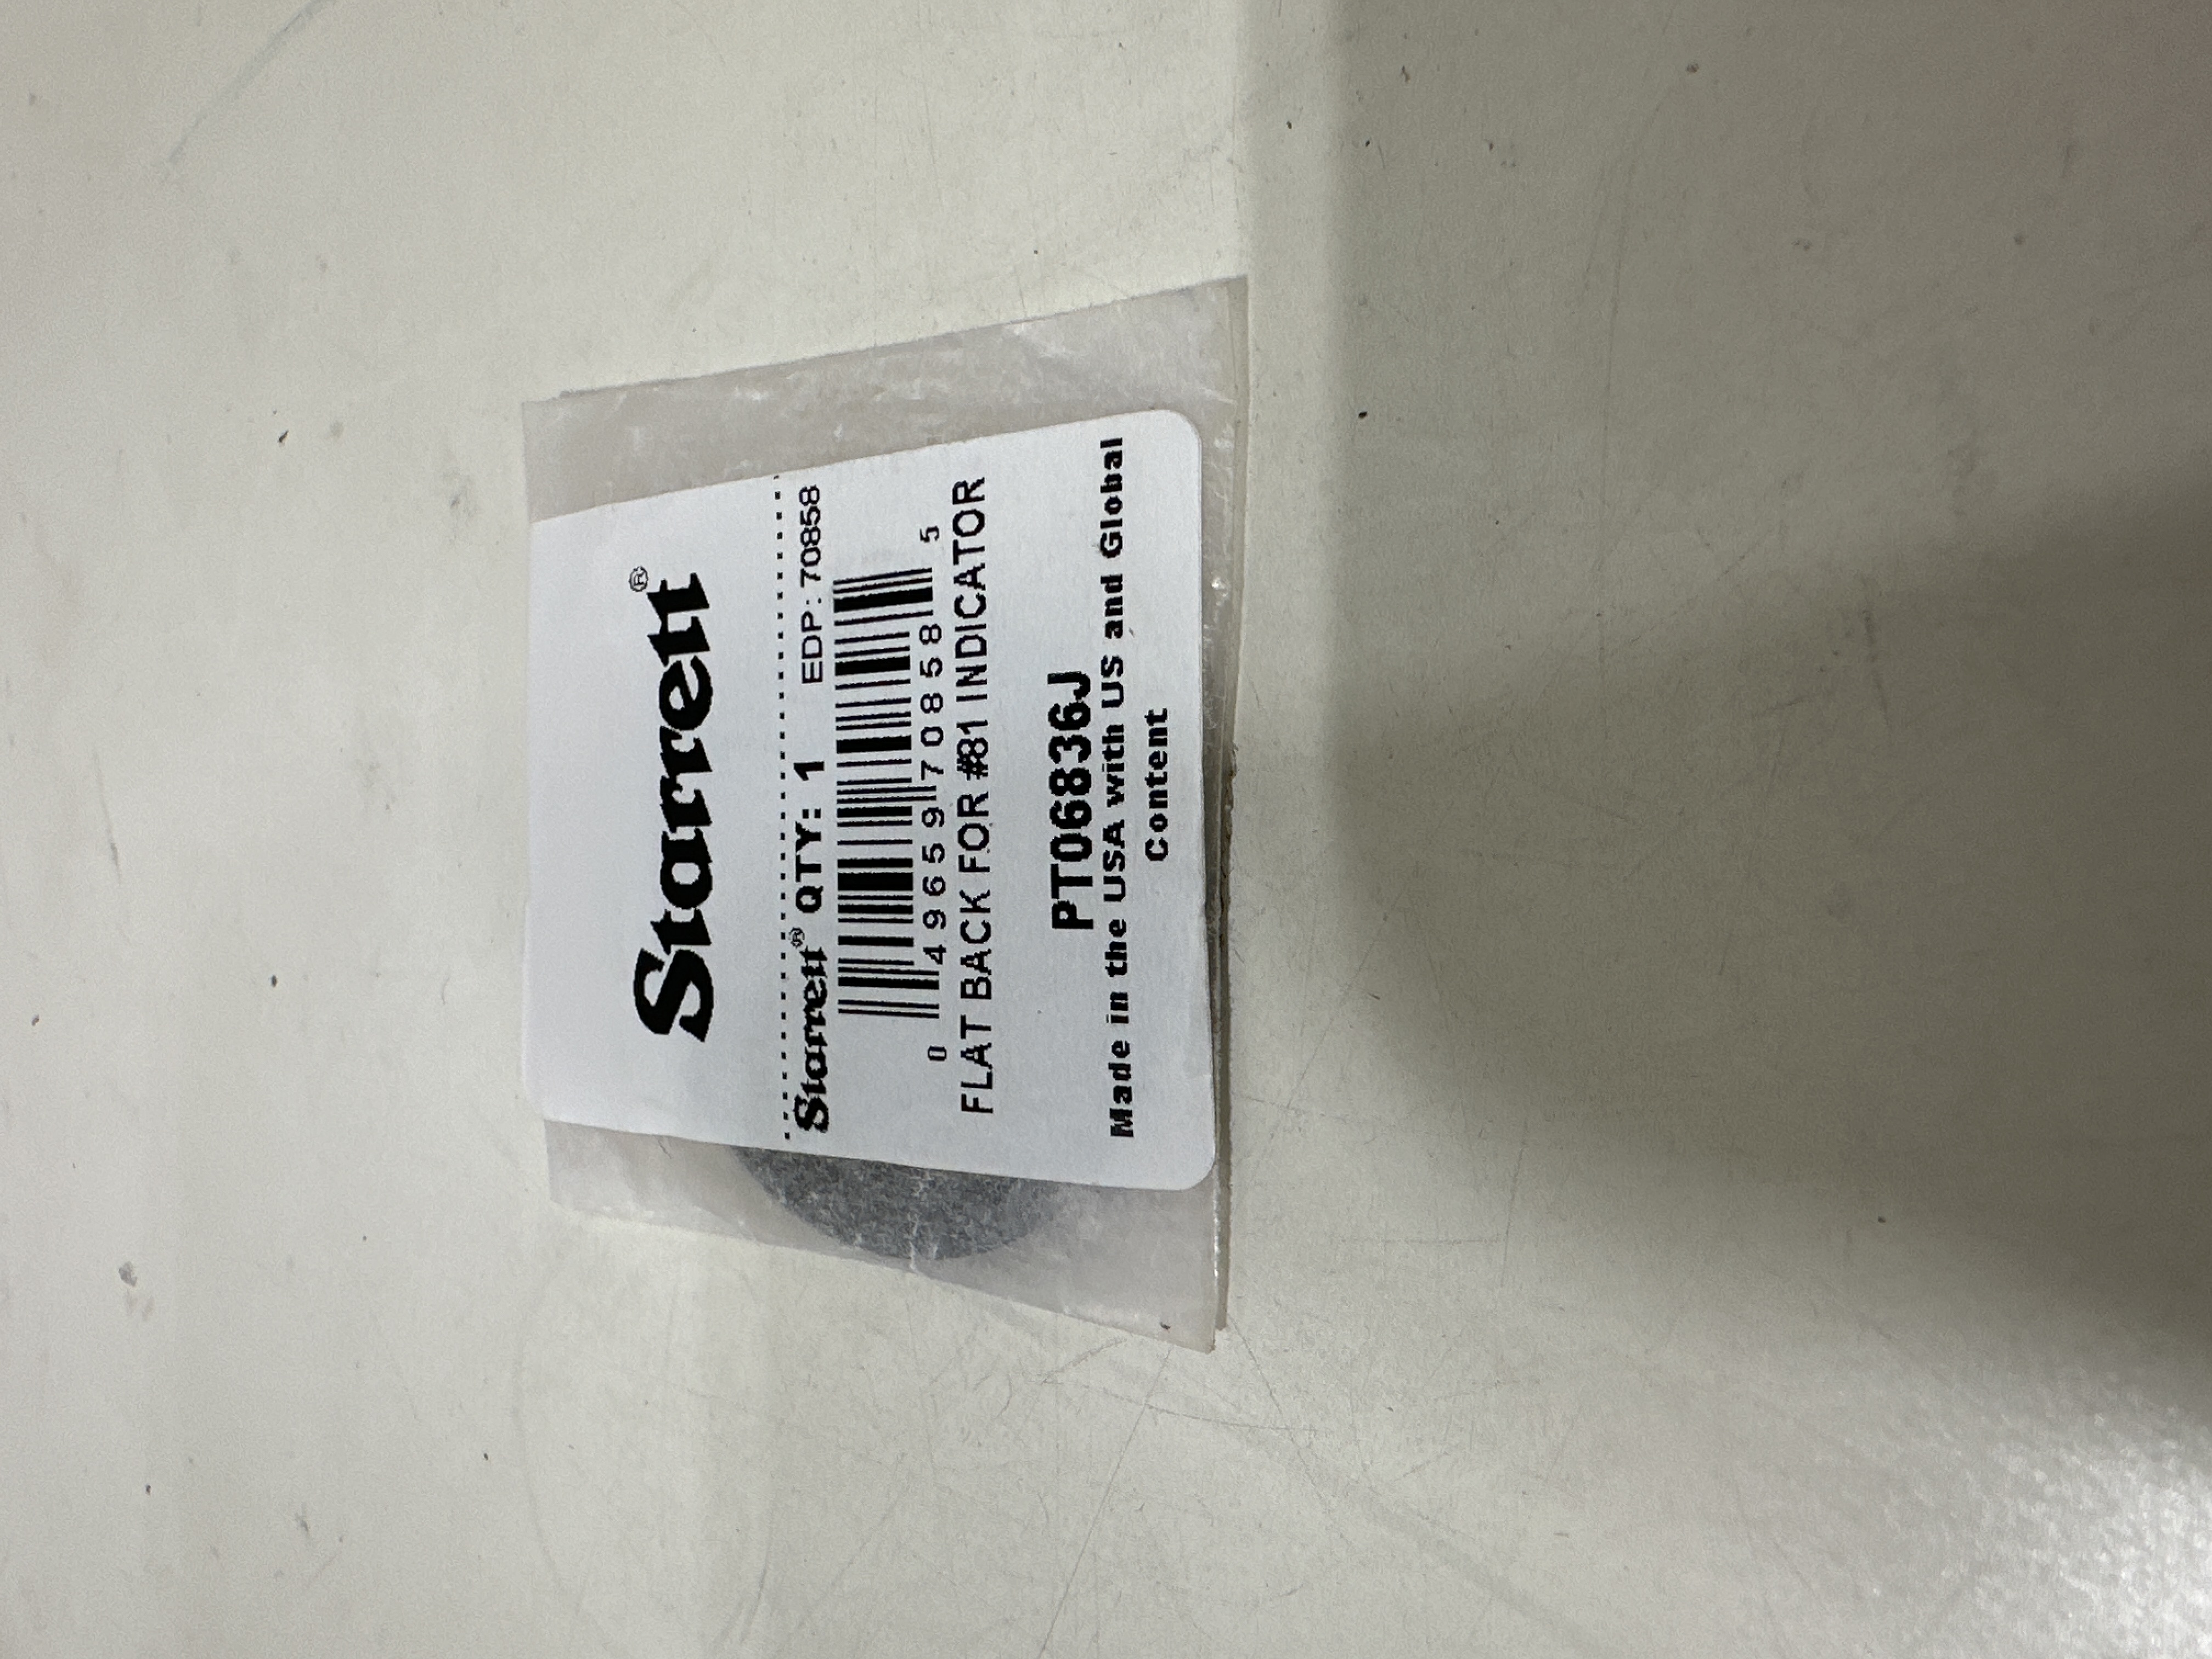 Starrett®
Starrett® QTY: 1 EDP: 70858
0 49659 70858 5
FLAT BACK FOR #81 INDICATOR
PT06836J
Made in the USA with US and Global
Content